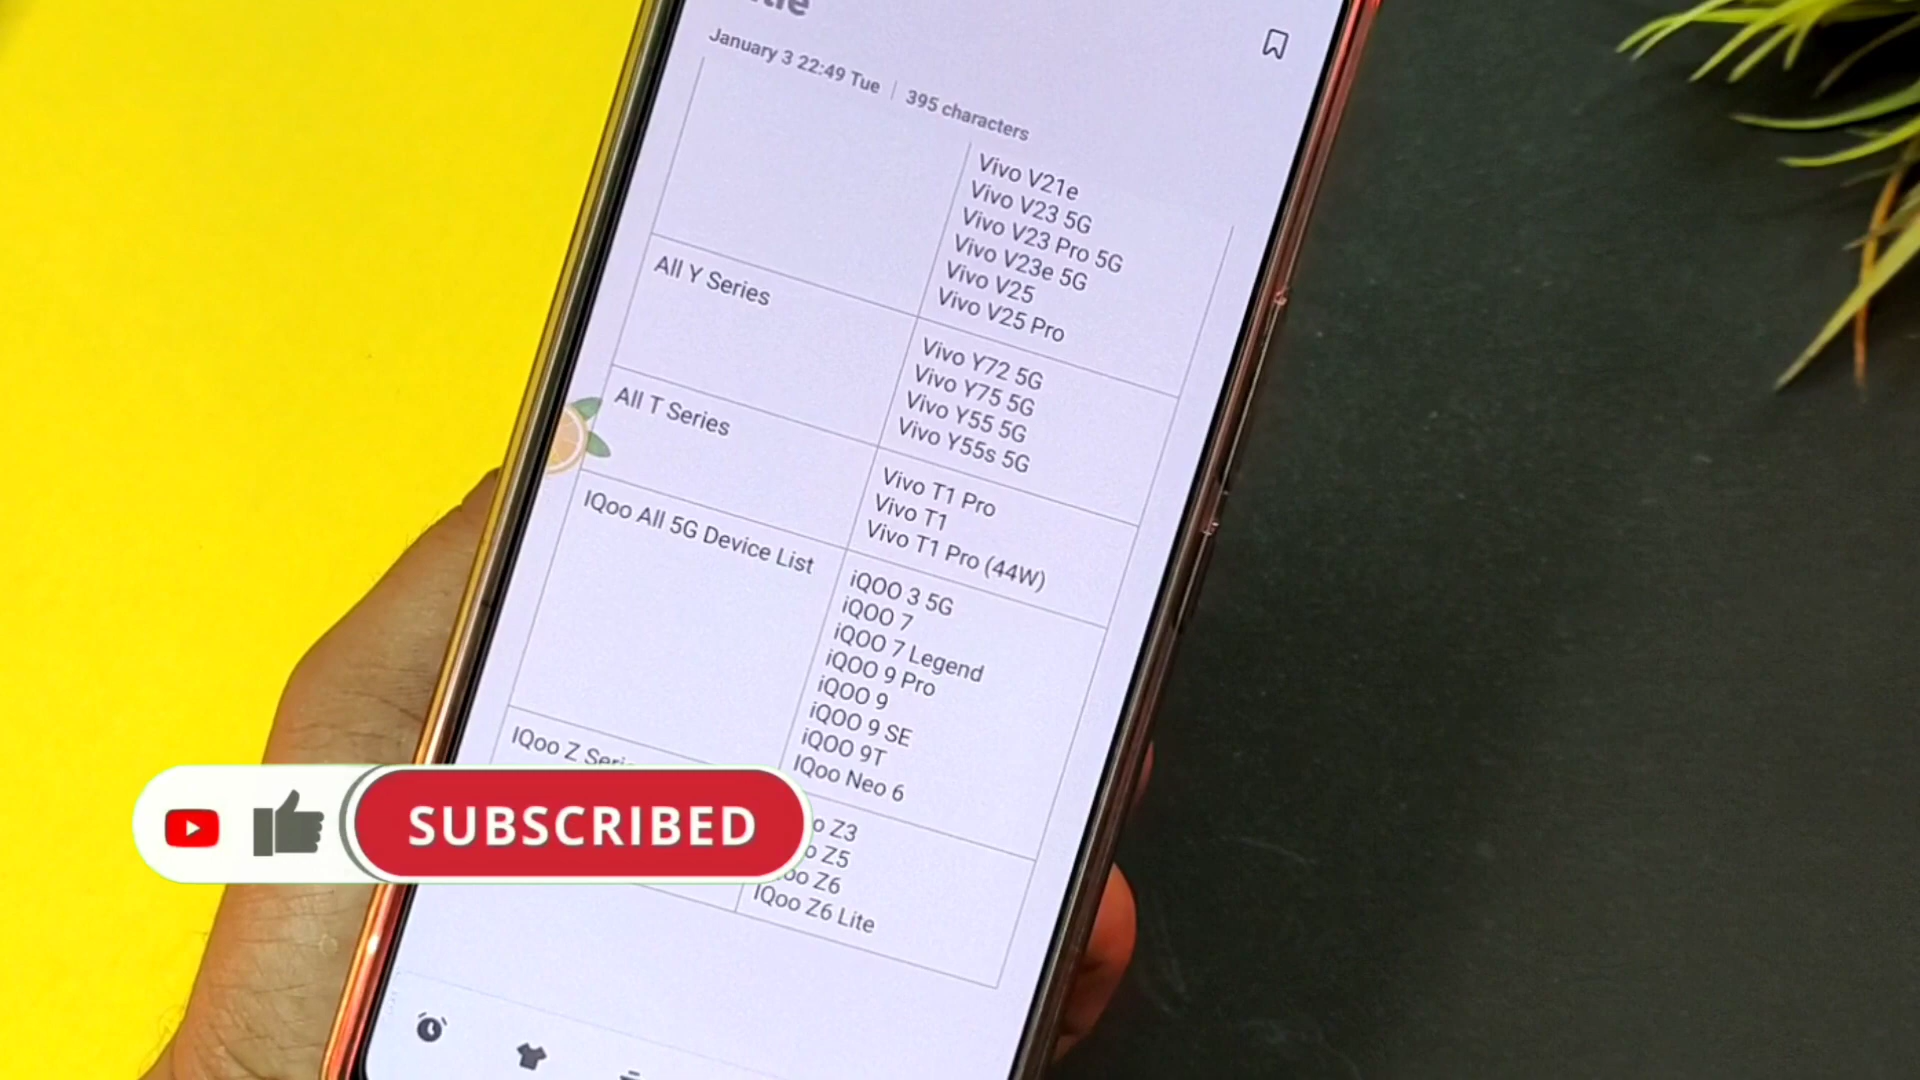 January 3 22:49 Tue | 395 characters
Vivo V21e
Vivo V23 5G
Vivo V23 Pro 5G
Vivo V23e 5G
Vivo V25
Vivo V25 Pro
All Y Series
Vivo Y72 5G
Vivo Y75 5G
Vivo Y55 5G
Vivo Y55s 5G
All T Series
Vivo T1 Pro
Vivo T1
Vivo T1 Pro (44W)
IQoo All 5G Device List
iQOO 3 5G
iQOO 7
iQOO 7 Legend
iQOO 9 Pro
iQOO 9
iQOO 9 SE
iQOO 9T
IQoo Neo 6
IQoo Z
Z3
Z5
Z6
IQoo Z6 Lite
SUBSCRIBED